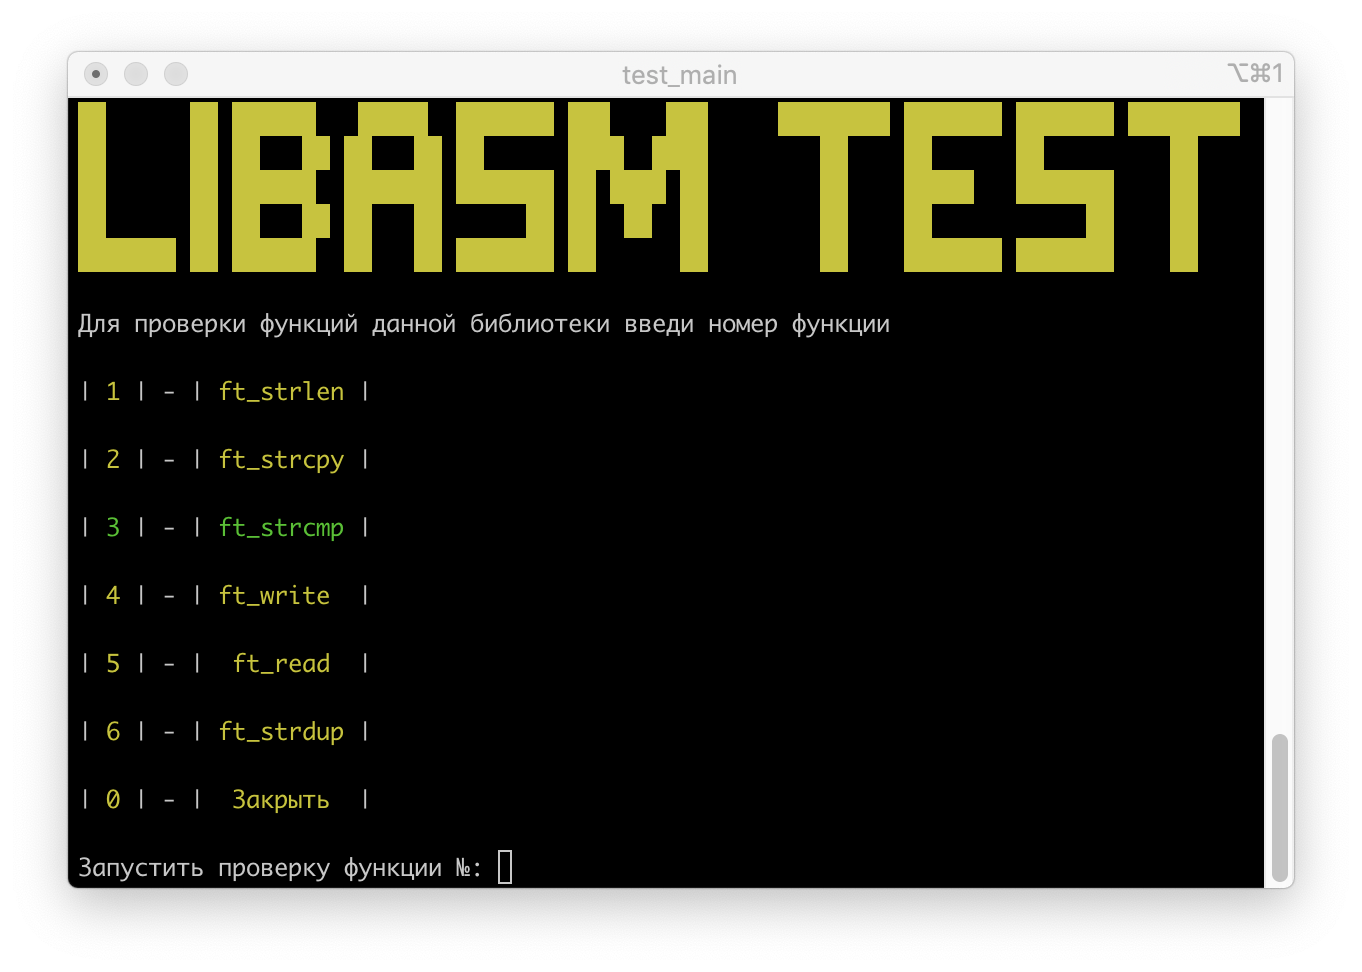 test_main
⌥⌘1
LIBASM TEST
Для проверки функций данной библиотеки введи номер функции
| 1 | - | ft_strlen |
| 2 | - | ft_strcpy |
| 3 | - | ft_strcmp |
| 4 | - | ft_write |
| 5 | - | ft_read |
| 6 | - | ft_strdup |
| 0 | - | Закрыть |
Запустить проверку функции №: